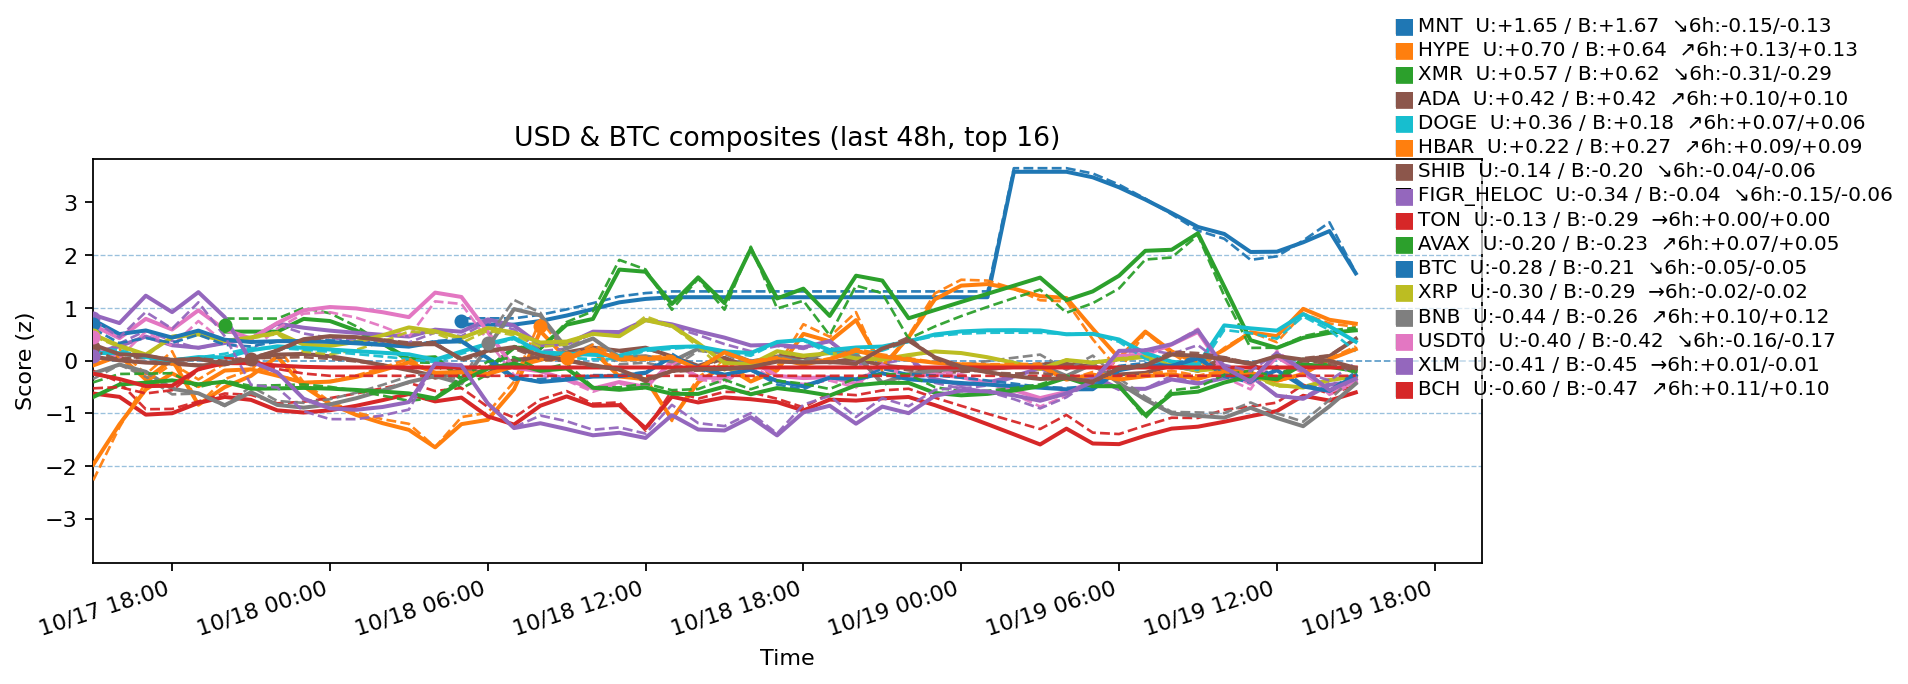 MNT  U:+1.65 / B:+1.67  ↘6h:-0.15/-0.13
HYPE  U:+0.70 / B:+0.64  ↗6h:+0.13/+0.13
XMR  U:+0.57 / B:+0.62  ↘6h:-0.31/-0.29
ADA  U:+0.42 / B:+0.42  ↗6h:+0.10/+0.10
DOGE  U:+0.36 / B:+0.18  ↗6h:+0.07/+0.06
HBAR  U:+0.22 / B:+0.27  ↗6h:+0.09/+0.09
SHIB  U:-0.14 / B:-0.20  ↘6h:-0.04/-0.06
FIGR_HELOC  U:-0.34 / B:-0.04  ↘6h:-0.15/-0.06
TON  U:-0.13 / B:-0.29  →6h:+0.00/+0.00
AVAX  U:-0.20 / B:-0.23  ↗6h:+0.07/+0.05
BTC  U:-0.28 / B:-0.21  ↘6h:-0.05/-0.05
XRP  U:-0.30 / B:-0.29  →6h:-0.02/-0.02
BNB  U:-0.44 / B:-0.26  ↗6h:+0.10/+0.12
USDT0  U:-0.40 / B:-0.42  ↘6h:-0.16/-0.17
XLM  U:-0.41 / B:-0.45  →6h:+0.01/-0.01
BCH  U:-0.60 / B:-0.47  ↗6h:+0.11/+0.10
USD & BTC composites (last 48h, top 16)
Score (z)
3
2
1
0
−1
−2
−3
10/17 18:00
10/18 00:00
10/18 06:00
10/18 12:00
10/18 18:00
10/19 00:00
10/19 06:00
10/19 12:00
10/19 18:00
Time